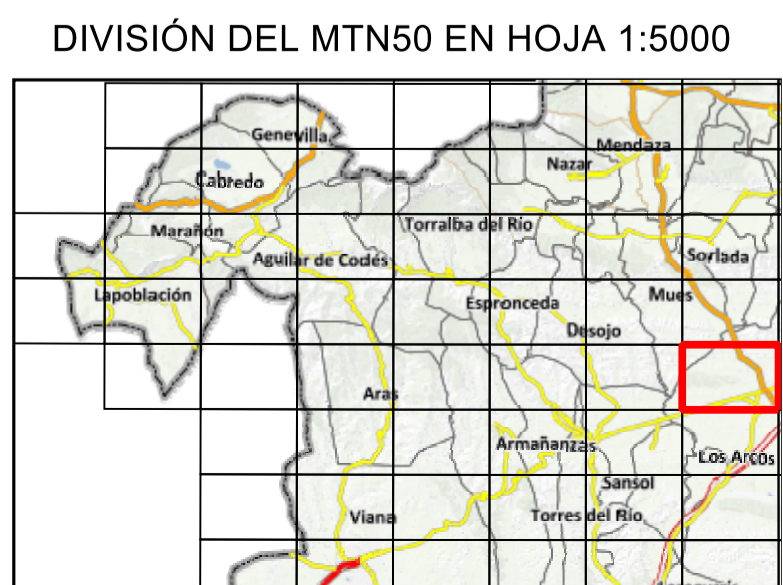 DIVISIÓN DEL MTN50 EN HOJA 1:5000
Genevilla
Mendaza
Nazar
Cabredo
Torralba del Río
Marañón
Sorlada
Aguilar de Codés
Lapoblación
Mues
Espronceda
Desojo
Aras
Armañanzas
Los Arcos
Sansol
Viana
Torres del Río